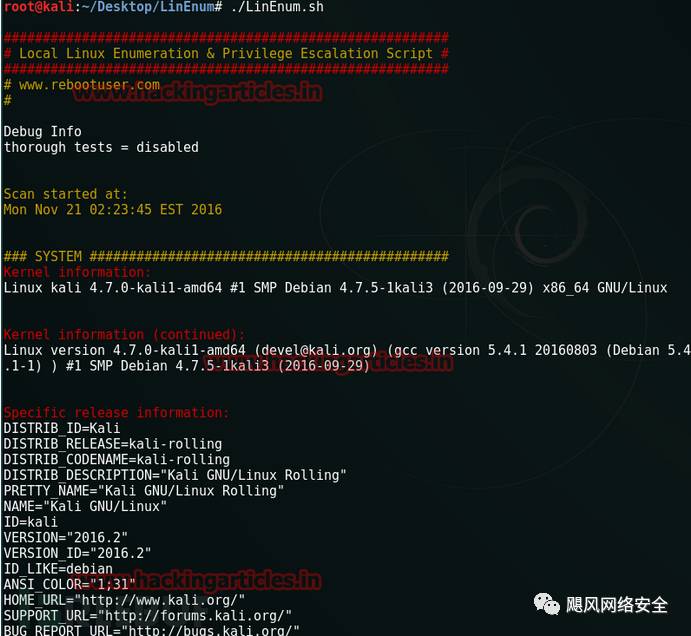 root@kali:~/Desktop/LinEnum# ./LinEnum.sh
#########################################################
# Local Linux Enumeration & Privilege Escalation Script #
#########################################################
# www.rebootuser.com
www.hackingarticles.in
#
Debug Info
thorough tests = disabled
Scan started at:
Mon Nov 21 02:23:45 EST 2016
### SYSTEM ##############################################
Kernel information:
Linux kali 4.7.0-kali1-amd64 #1 SMP Debian 4.7.5-1kali3 (2016-09-29) x86_64 GNU/Linux
Kernel information (continued):
Linux version 4.7.0-kali1-amd64 (devel@kali.org) (gcc version 5.4.1 20160803 (Debian 5.4
.1-1) ) #1 SMP Debian 4.7.5-1kali3 (2016-09-29)
www.hackingarticles.in
Specific release information:
DISTRIB_ID=Kali
DISTRIB_RELEASE=kali-rolling
DISTRIB_CODENAME=kali-rolling
DISTRIB_DESCRIPTION="Kali GNU/Linux Rolling"
PRETTY_NAME="Kali GNU/Linux Rolling"
NAME="Kali GNU/Linux"
ID=kali
VERSION="2016.2"
VERSION_ID="2016.2"
ID_LIKE=debian
www.hackingarticles.in
ANSI_COLOR="1;31"
HOME_URL="http://www.kali.org/"
SUPPORT_URL="http://forums.kali.org/"
BUG_REPORT_URL="http://bugs.kali.org/"
飓风网络安全